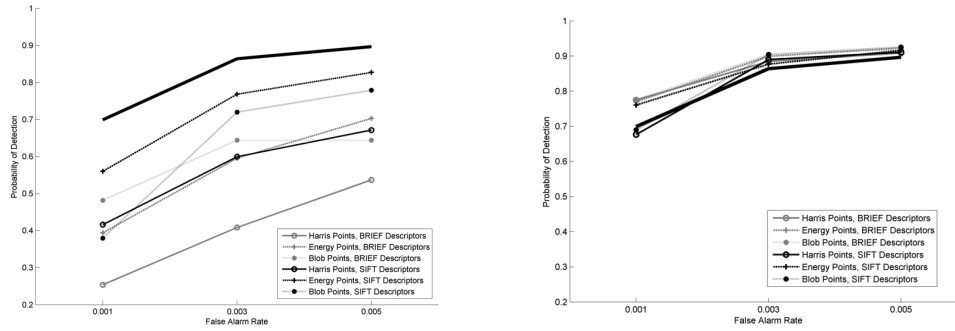 1
0.9
0.8
0.7
0.6
0.5
0.4
0.3
0.2
Probability of Detection
Harris Points, BRIEF Descriptors
Energy Points, BRIEF Descriptors
Blob Points, BRIEF Descriptors
Harris Points, SIFT Descriptors
Energy Points, SIFT Descriptors
Blob Points, SIFT Descriptors
0.001 0.003 0.005
False Alarm Rate
1
0.9
0.8
0.7
0.6
0.5
0.4
0.3
0.2
Probability of Detection
Harris Points, BRIEF Descriptors
Energy Points, BRIEF Descriptors
Blob Points, BRIEF Descriptors
Harris Points, SIFT Descriptors
Energy Points, SIFT Descriptors
Blob Points, SIFT Descriptors
0.001 0.003 0.005
False Alarm Rate